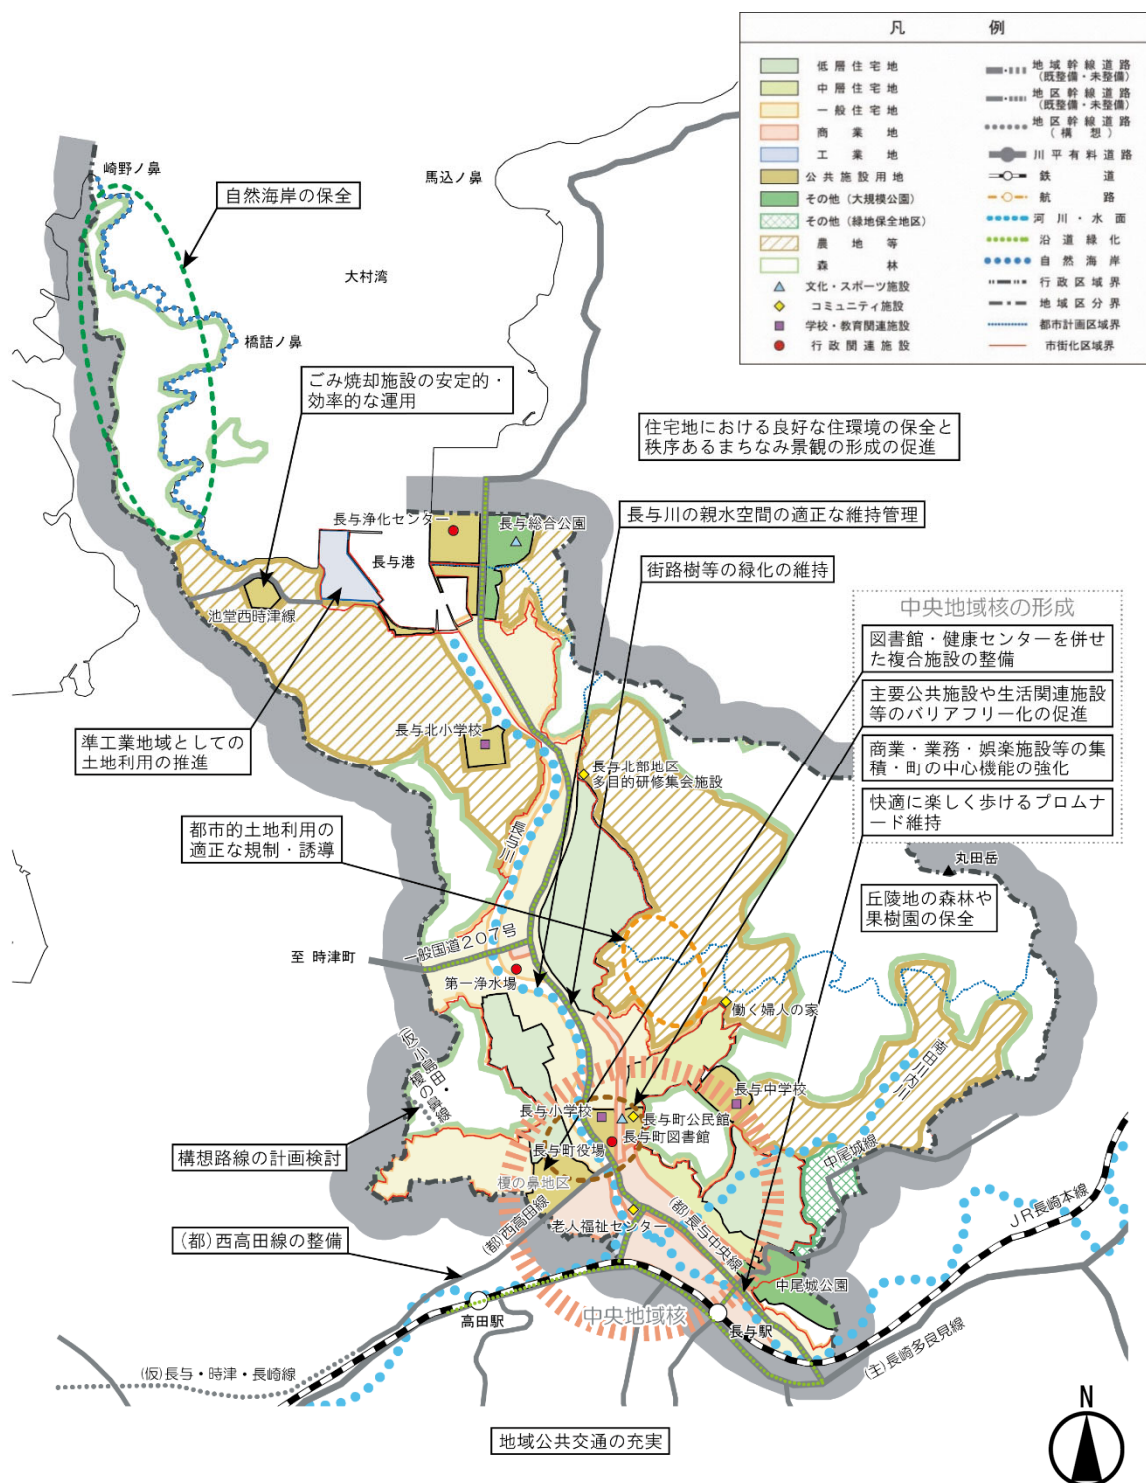 凡 例
低層住宅地
中層住宅地
一般住宅地
商業地
工業地
公共施設用地
その他（大規模公園）
その他（緑地保全地区）
農地等
森林
文化・スポーツ施設
コミュニティ施設
学校・教育関連施設
行政関連施設
地域幹線道路
（既整備・未整備）
地区幹線道路
（既整備・未整備）
地区幹線道路
（構想）
川平有料道路
鉄道
航路
河川・水面
沿道緑化
自然海岸
行政区域界
地域区分界
都市計画区域界
市街化区域界
崎野ノ鼻
馬込ノ鼻
自然海岸の保全
大村湾
橋詰ノ鼻
ごみ焼却施設の安定的・
効率的な運用
住宅地における良好な住環境の保全と
秩序あるまちなみ景観の形成の促進
長与浄化センター
長与総合公園
長与川の親水空間の適正な維持管理
長与港
街路樹等の緑化の維持
池堂西時津線
中央地域核の形成
図書館・健康センターを併せ
た複合施設の整備
主要公共施設や生活関連施設
等のバリアフリー化の促進
商業・業務・娯楽施設等の集
積・町の中心機能の強化
快適に楽しく歩けるプロムナ
ード維持
準工業地域としての
土地利用の推進
長与北小学校
長与北部地区
多目的研修集会施設
都市的土地利用の
適正な規制・誘導
長与川
丸田岳
丘陵地の森林や
果樹園の保全
一般国道207号
至 時津町
第一浄水場
働く婦人の家
(仮)小島田・
榎の鼻線
高田川内川
長与中学校
長与小学校
長与町公民館
長与町図書館
長与町役場
構想路線の計画検討
榎の鼻地区
中尾城線
(都)西高田線
老人福祉センター
(都)長与中央線
JR長崎本線
(都)西高田線の整備
中尾城公園
中央地域核
高田駅
長与駅
(主)長崎多良見線
(仮)長与・時津・長崎線
地域公共交通の充実
N